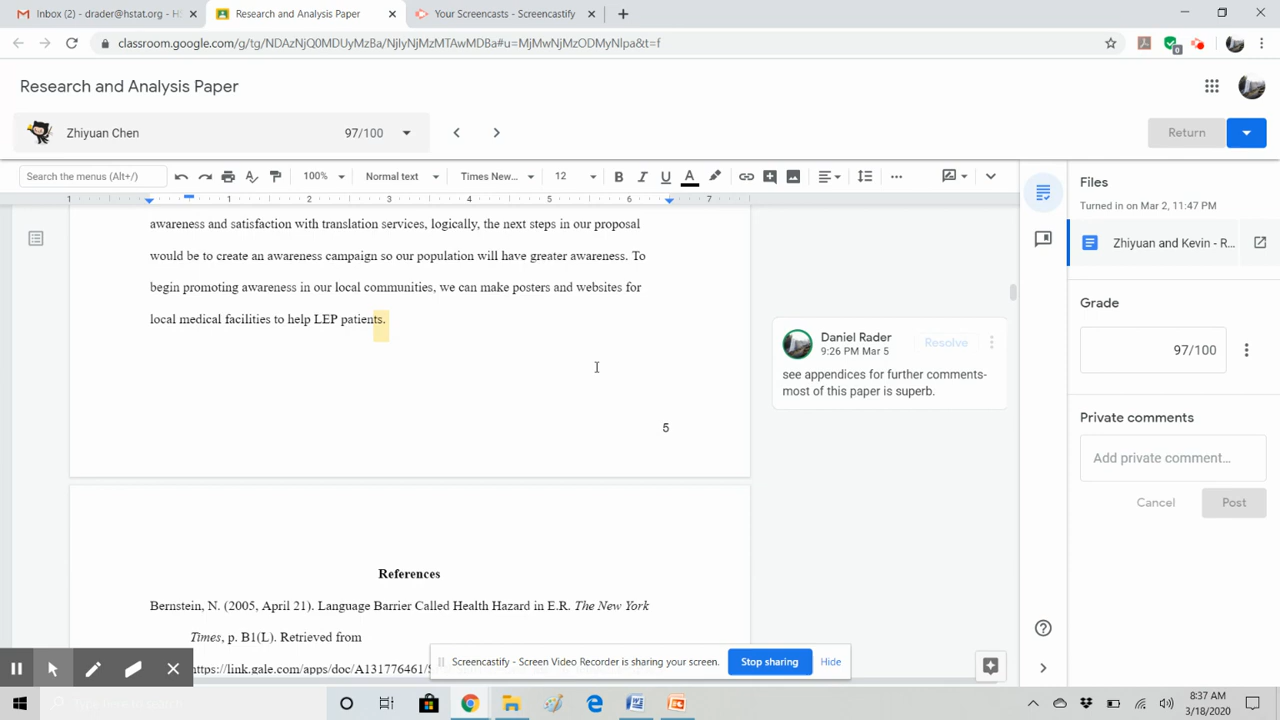 Inbox (2) - drader@hstat.org - H
Research and Analysis Paper
Your Screencasts - Screencastify
classroom.google.com/g/tg/NDAzNjQ0MDUyMzBa/NjIyNjMzMTAwMDBa#u=MjMwNjMzODMyNlpa&t=f
Research and Analysis Paper
Zhiyuan Chen
97/100
Return
Search the menus (Alt+/)
100%
Normal text
Times New...
12
1 1 2 3 4 5 6 7
awareness and satisfaction with translation services, logically, the next steps in our proposal
would be to create an awareness campaign so our population will have greater awareness. To
begin promoting awareness in our local communities, we can make posters and websites for
local medical facilities to help LEP patients.
5
References
Bernstein, N. (2005, April 21). Language Barrier Called Health Hazard in E.R. The New York
Times, p. B1(L). Retrieved from
https://link.gale.com/apps/doc/A131776461/
Daniel Rader
9:26 PM Mar 5
Resolve
see appendices for further comments-
most of this paper is superb.
Files
Turned in on Mar 2, 11:47 PM
Zhiyuan and Kevin - R...
Grade
97/100
Private comments
Add private comment...
Cancel
Post
Screencastify - Screen Video Recorder is sharing your screen.
Stop sharing
Hide
8:37 AM
3/18/2020